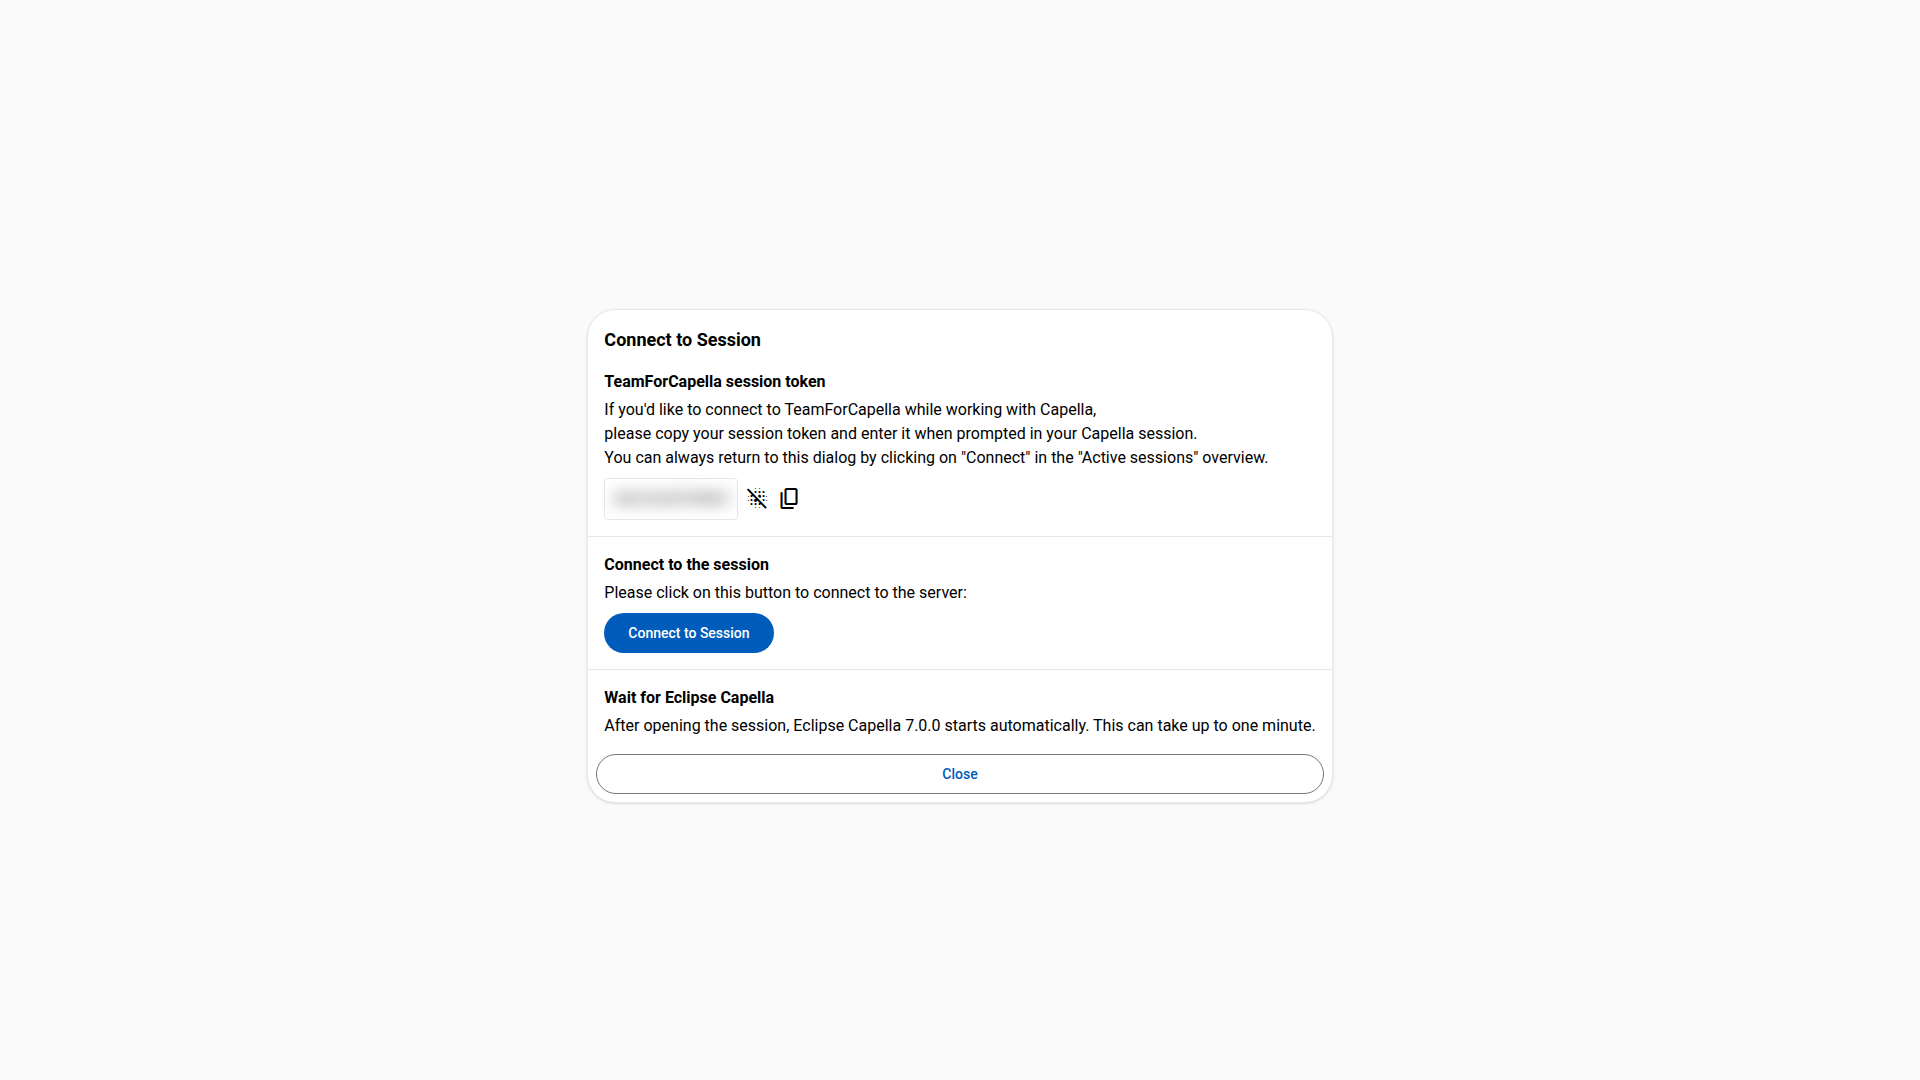 Connect to Session
TeamForCapella session token
If you'd like to connect to TeamForCapella while working with Capella,
please copy your session token and enter it when prompted in your Capella session.
You can always return to this dialog by clicking on "Connect" in the "Active sessions" overview.
Connect to the session
Please click on this button to connect to the server:
Connect to Session
Wait for Eclipse Capella
After opening the session, Eclipse Capella 7.0.0 starts automatically. This can take up to one minute.
Close